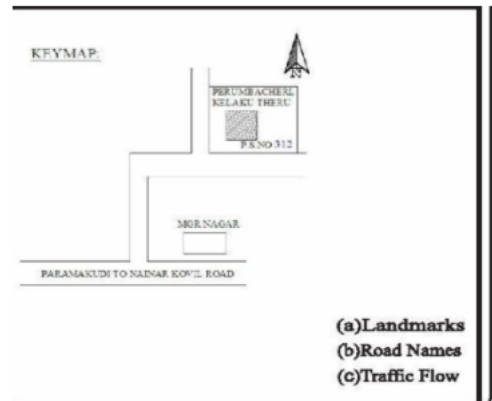 KEYMAP:
N
PERUMBACHERI,
KELAKU THERU
P.S.NO 312
MGR NAGAR
PARAMAKUDI TO NAINAR KOVIL ROAD
(a)Landmarks
(b)Road Names
(c)Traffic Flow